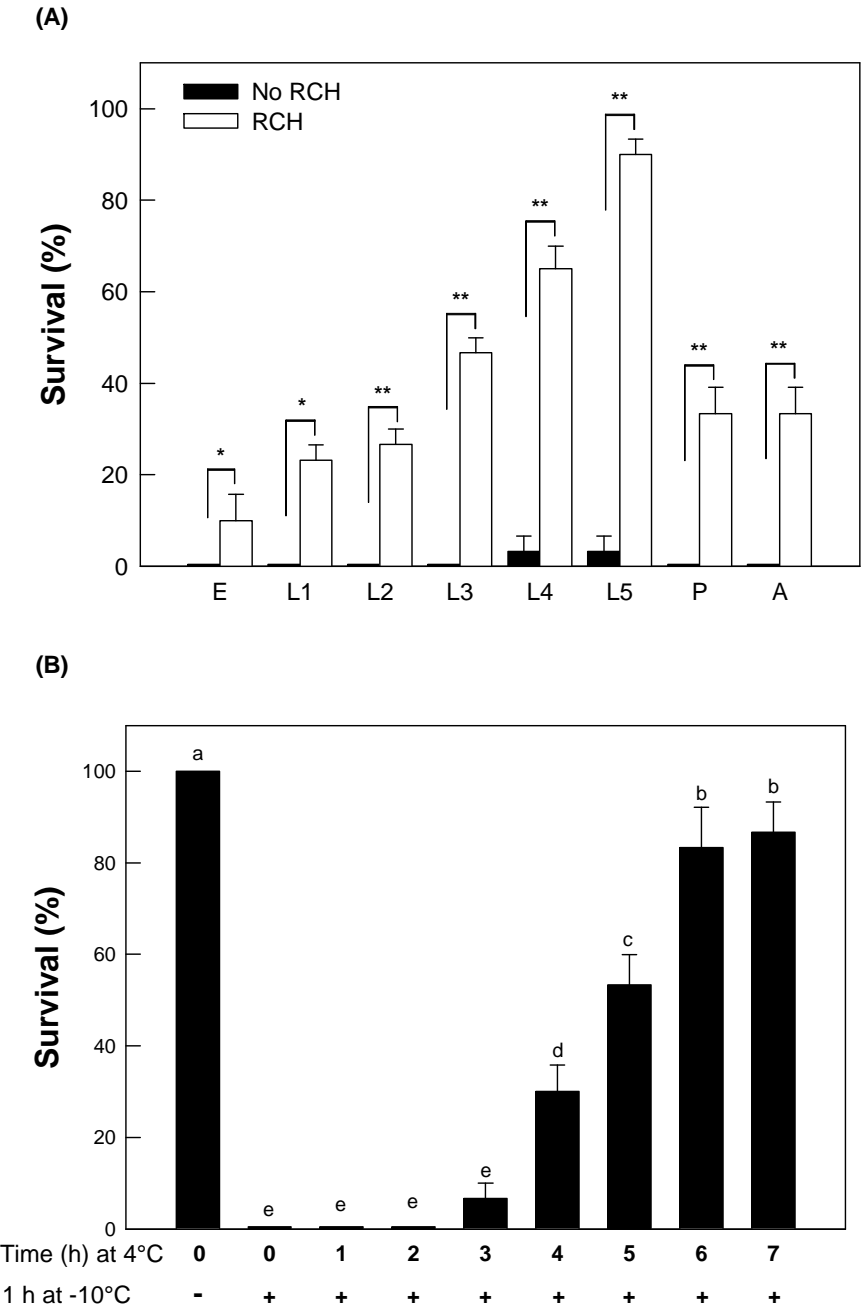 (A)
No RCH
RCH
Survival (%)
100
80
60
40
20
0
*
*
**
**
**
**
**
**
E L1 L2 L3 L4 L5 P A
(B)
Survival (%)
100
80
60
40
20
0
a
e
e
e
e
d
c
b
b
Time (h) at 4°C 0 0 1 2 3 4 5 6 7
1 h at -10°C - + + + + + + + +